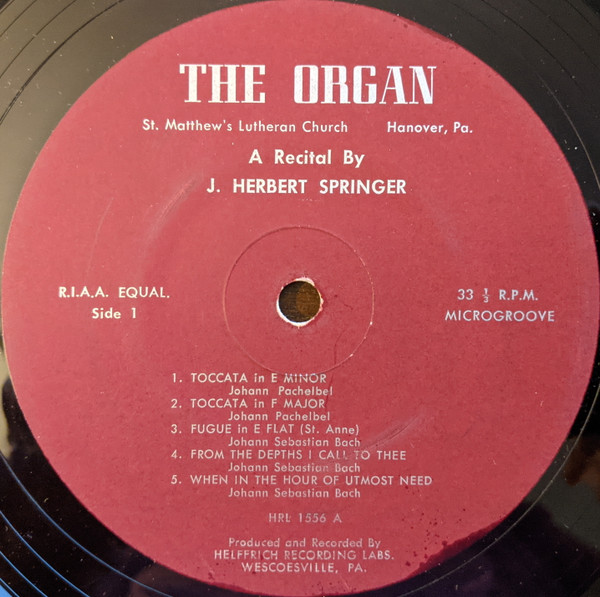 THE ORGAN
St. Matthew's Lutheran Church Hanover, Pa.
A Recital By
J. HERBERT SPRINGER
R.I.A.A. EQUAL.
Side 1
33 1/3 R.P.M.
MICROGROOVE
1. TOCCATA in E MINOR
Johann Pachelbel
2. TOCCATA in F MAJOR
Johann Pachelbel
3. FUGUE in E FLAT (St. Anne)
Johann Sebastian Bach
4. FROM THE DEPTHS I CALL TO THEE
Johann Sebastian Bach
5. WHEN IN THE HOUR OF UTMOST NEED
Johann Sebastian Bach
HRL 1556 A
Produced and Recorded By
HELFFRICH RECORDING LABS.
WESCOESVILLE, PA.